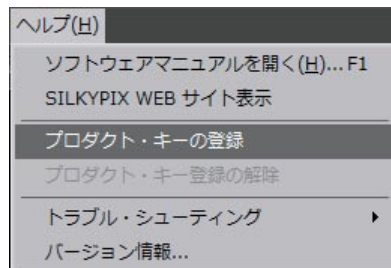 ヘルプ(H)
ソフトウェアマニュアルを開く(H)... F1
SILKYPIX WEB サイト表示
プロダクト・キーの登録
プロダクト・キー登録の解除
トラブル・シューティング
バージョン情報...